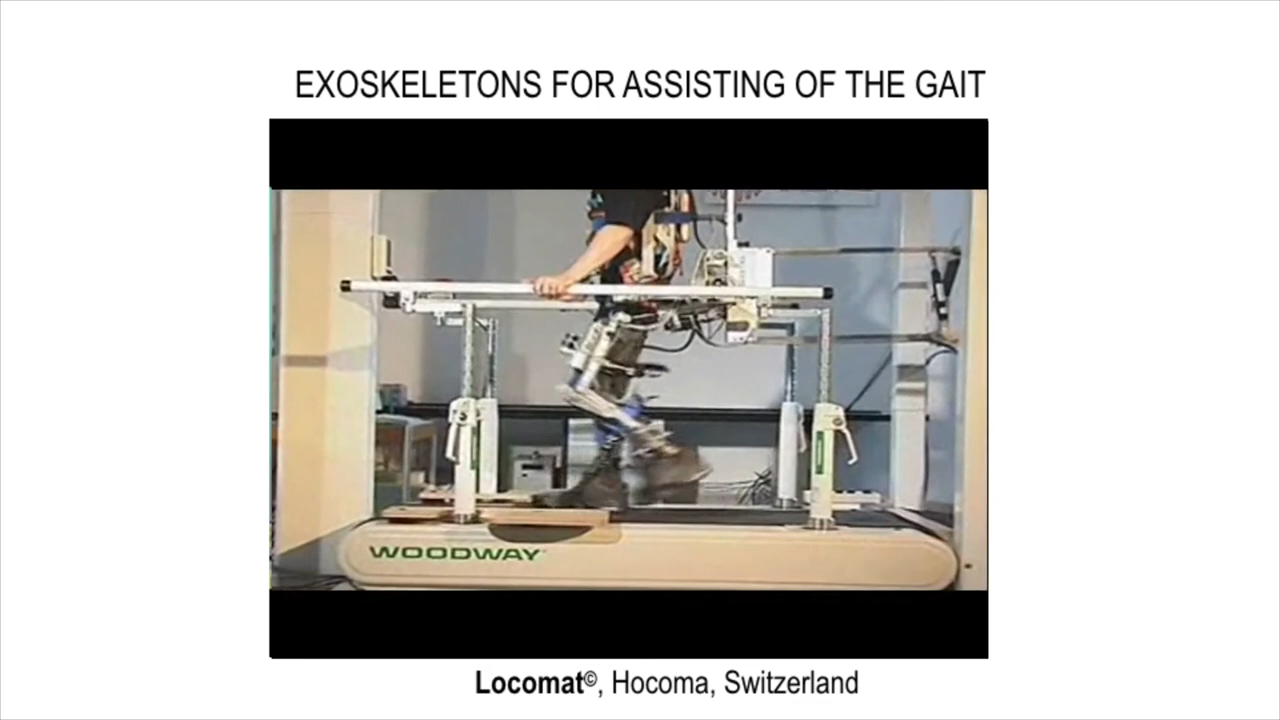 EXOSKELETONS FOR ASSISTING OF THE GAIT
WOODWAY
Locomat©, Hocoma, Switzerland